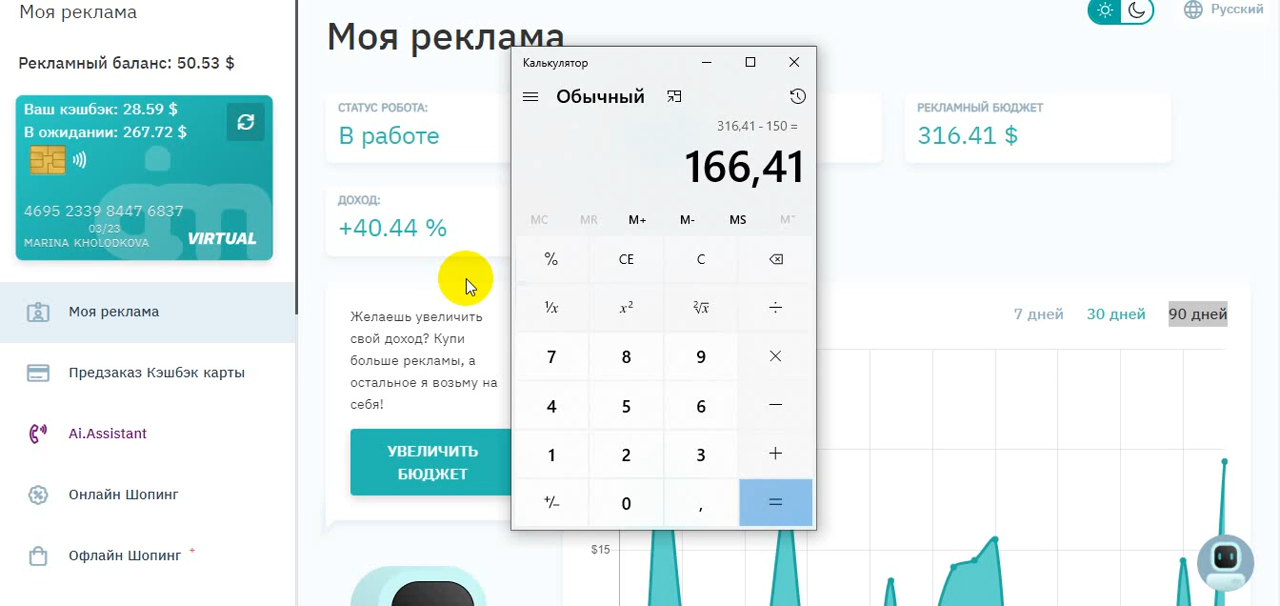 Моя реклама
Рекламный баланс: 50.53 $
Ваш кэшбэк: 28.59 $
В ожидании: 267.72 $
4695 2339 8447 6837
03/23
MARINA KHOLODKOVA
VIRTUAL
Моя реклама
Предзаказ Кэшбэк карты
Ai.Assistant
Онлайн Шопинг
Офлайн Шопинг +
Моя реклама
Русский
СТАТУС РОБОТА:
В работе
РЕКЛАМНЫЙ БЮДЖЕТ
316.41 $
ДОХОД:
+40.44 %
Желаешь увеличить
свой доход? Купи
больше рекламы, а
остальное я возьму на
себя!
УВЕЛИЧИТЬ
БЮДЖЕТ
7 дней 30 дней 90 дней
$15
Калькулятор
Обычный
316,41 - 150 =
166,41
MC MR M+ M- MS M˅
% CE C
¹/x x² ²√x ÷
7 8 9 ×
4 5 6 −
1 2 3 +
+/− 0 , =